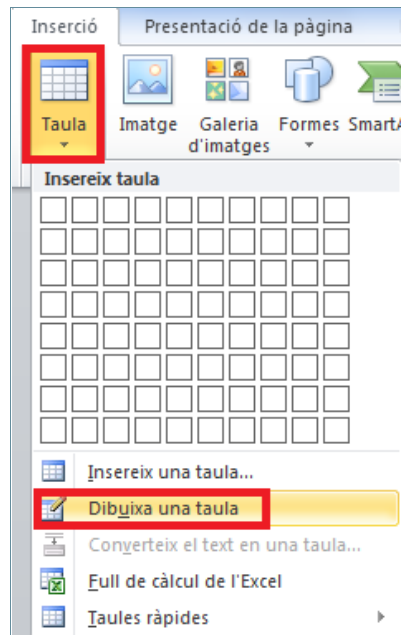 Inserció Presentació de la pàgina
Taula Imatge Galeria d'imatges Formes SmartA
Insereix taula
Insereix una taula...
Dibuixa una taula
Converteix el text en una taula...
Full de càlcul de l'Excel
Taules ràpides